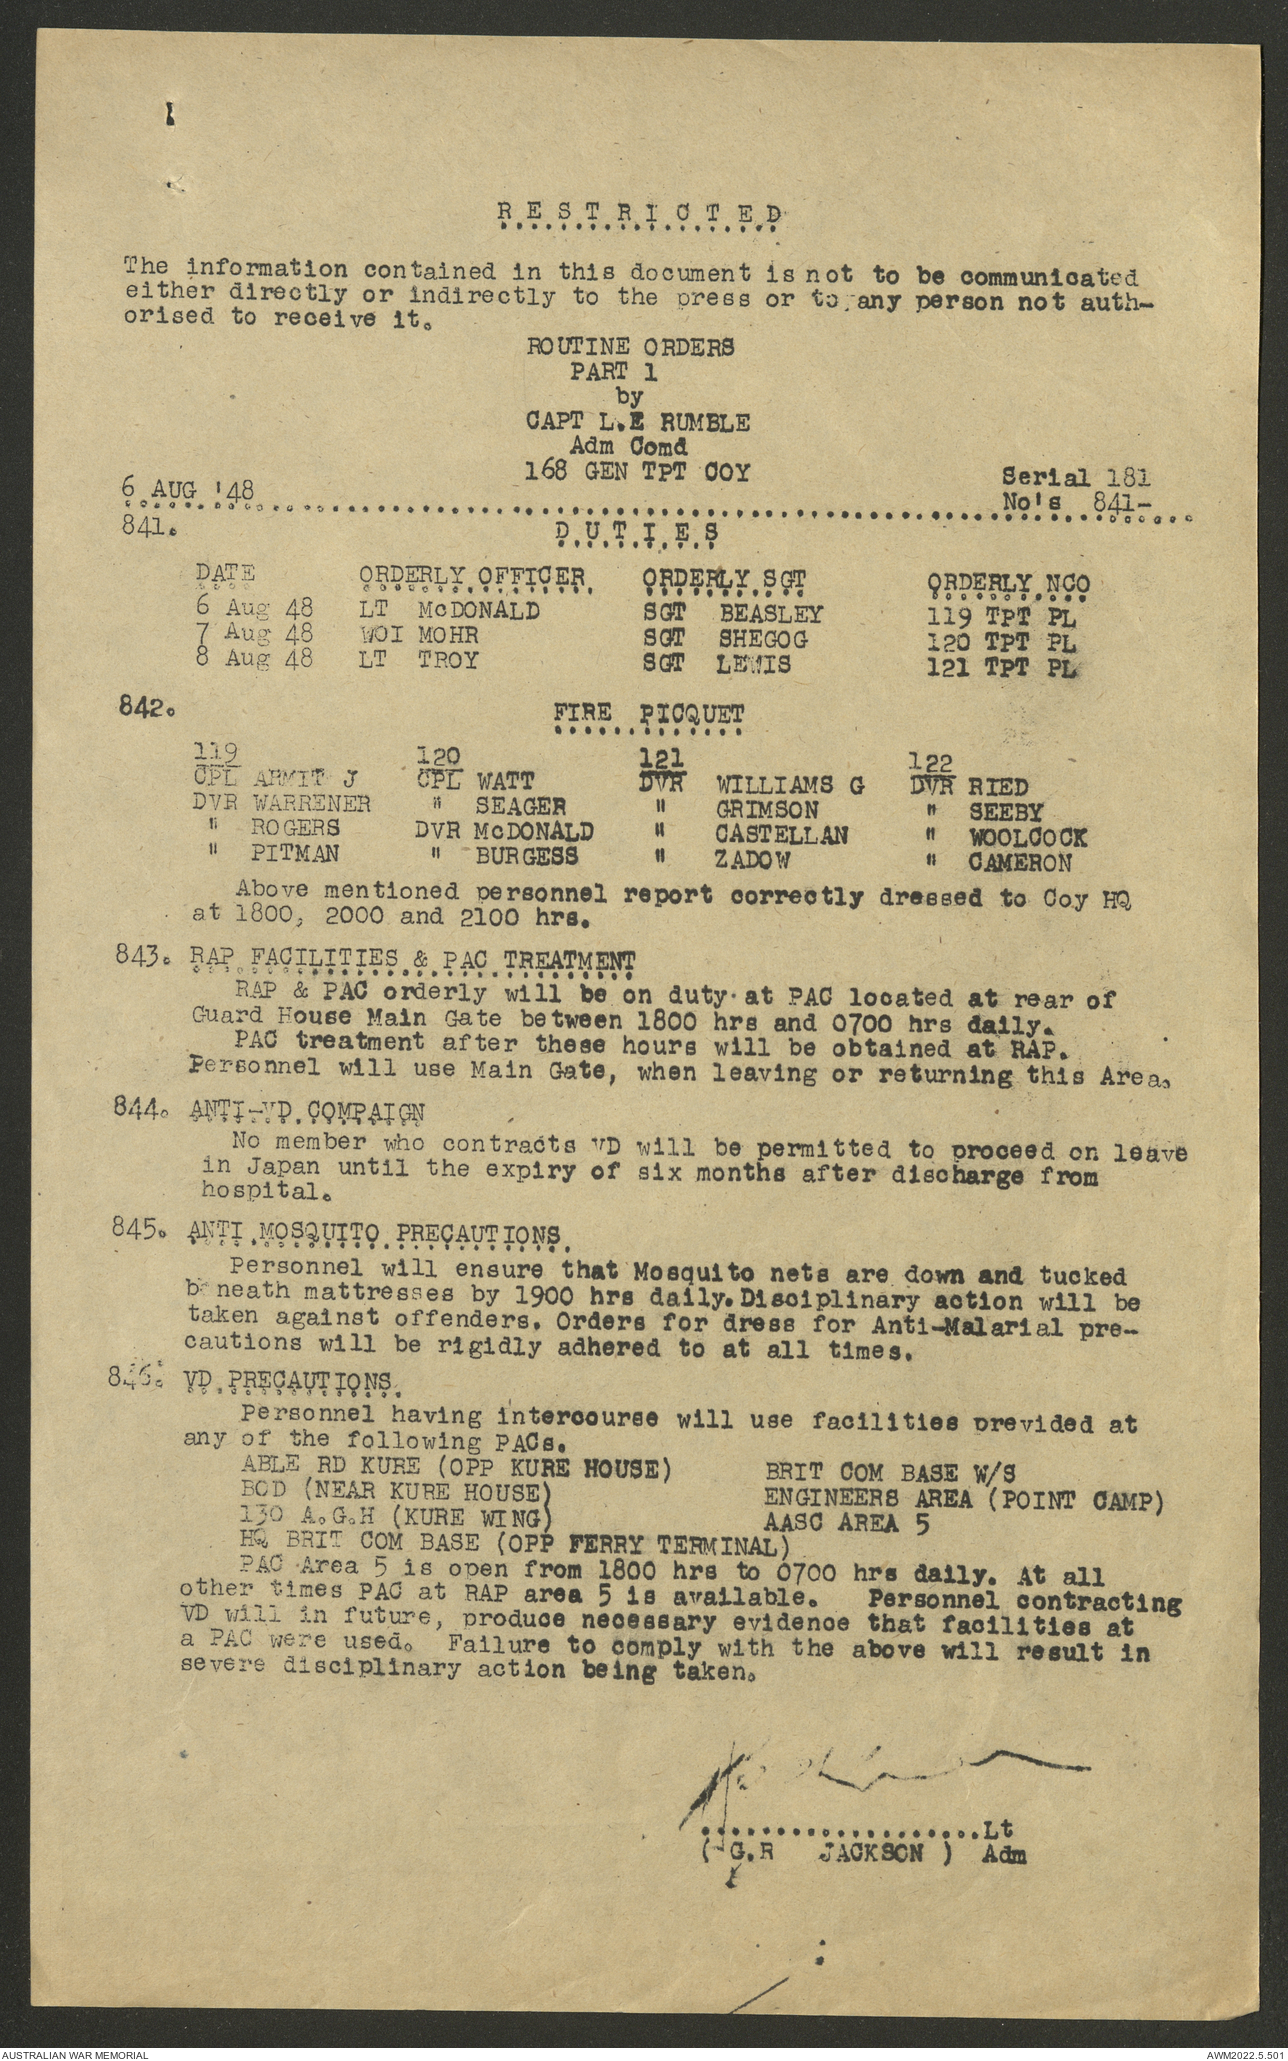 RESTRICTED
The information contained in this document is not to be communicated
either directly or indirectly to the press or to any person not auth-
orised to receive it.
ROUTINE ORDERS
PART 1
by
CAPT L.E RUMBLE
Adm Comd
168 GEN TPT COY
Serial 181
6 AUG '48 No's 841-
841. DUTIES
DATE ORDERLY OFFICER ORDERLY SGT ORDERLY NCO
6 Aug 48 LT McDONALD SGT BEASLEY 119 TPT PL
7 Aug 48 WOI MOHR SGT SHEGOG 120 TPT PL
8 Aug 48 LT TROY SGT LEWIS 121 TPT PL
842. FIRE PICQUET
119 120 121 122
CPL ARMIT J CPL WATT DVR WILLIAMS G DVR RIED
DVR WARRENER " SEAGER " GRIMSON " SEEBY
" ROGERS DVR McDONALD " CASTELLAN " WOOLCOCK
" PITMAN " BURGESS " ZADOW " CAMERON
Above mentioned personnel report correctly dressed to Coy HQ
at 1800, 2000 and 2100 hrs.
843. RAP FACILITIES & PAC TREATMENT
RAP & PAC orderly will be on duty at PAC located at rear of
Guard House Main Gate between 1800 hrs and 0700 hrs daily.
PAC treatment after these hours will be obtained at RAP.
Personnel will use Main Gate, when leaving or returning this Area.
844. ANTI-VD COMPAIGN
No member who contracts VD will be permitted to proceed on leave
in Japan until the expiry of six months after discharge from
hospital.
845. ANTI MOSQUITO PRECAUTIONS
Personnel will ensure that Mosquito nets are down and tucked
beneath mattresses by 1900 hrs daily. Disciplinary action will be
taken against offenders. Orders for dress for Anti-Malarial pre-
cautions will be rigidly adhered to at all times.
846. VD PRECAUTIONS
Personnel having intercourse will use facilities previded at
any of the following PACs.
ABLE RD KURE (OPP KURE HOUSE) BRIT COM BASE W/S
BOD (NEAR KURE HOUSE) ENGINEERS AREA (POINT CAMP)
130 A.G.H (KURE WING) AASC AREA 5
HQ BRIT COM BASE (OPP FERRY TERMINAL)
PAC Area 5 is open from 1800 hrs to 0700 hrs daily. At all
other times PAC at RAP area 5 is available. Personnel contracting
VD will in future, produce necessary evidence that facilities at
a PAC were used. Failure to comply with the above will result in
severe disciplinary action being taken.
...................Lt
( G.R JACKSON ) Adm
AUSTRALIAN WAR MEMORIAL AWM2022.5.501